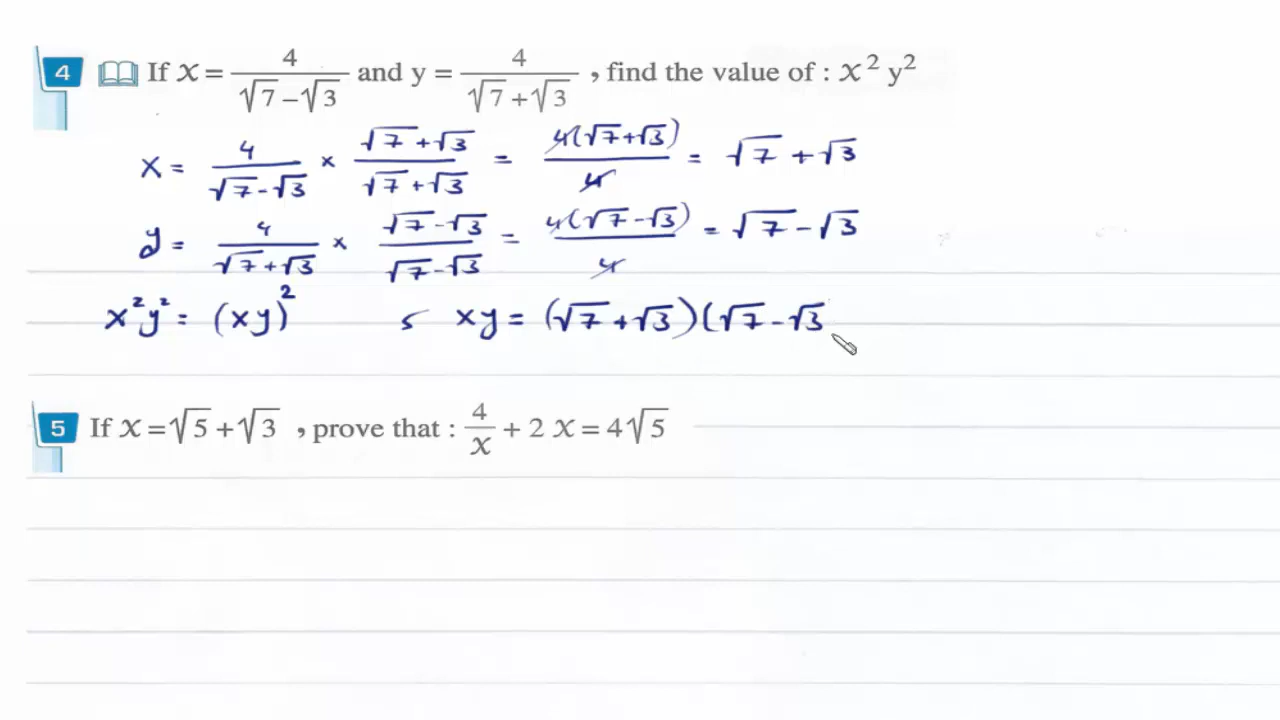 4 If x = 4/(√7 − √3) and y = 4/(√7 + √3) , find the value of : x² y²
x = 4/(√7 − √3) × (√7 + √3)/(√7 + √3) = 4(√7 + √3)/4 = √7 + √3
y = 4/(√7 + √3) × (√7 − √3)/(√7 − √3) = 4(√7 − √3)/4 = √7 − √3
x²y² = (xy)² , xy = (√7 + √3)(√7 − √3
5 If x = √5 + √3 , prove that : 4/x + 2 x = 4√5